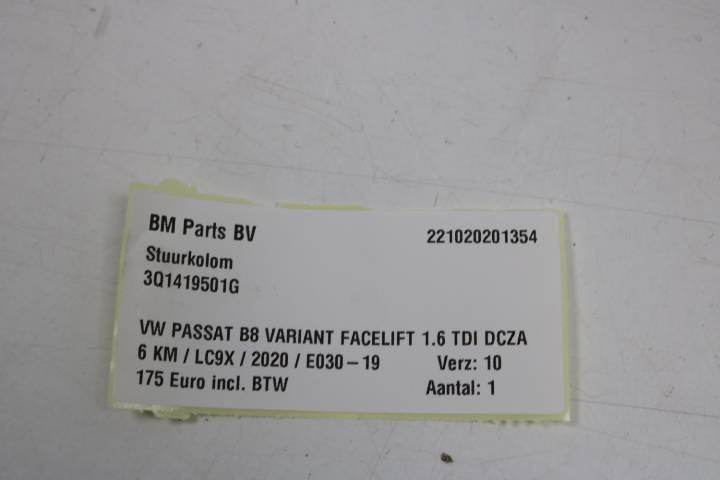 BM Parts BV 221020201354
Stuurkolom
3Q1419501G
VW PASSAT B8 VARIANT FACELIFT 1.6 TDI DCZA
6 KM / LC9X / 2020 / E030-19 Verz: 10
175 Euro incl. BTW Aantal: 1